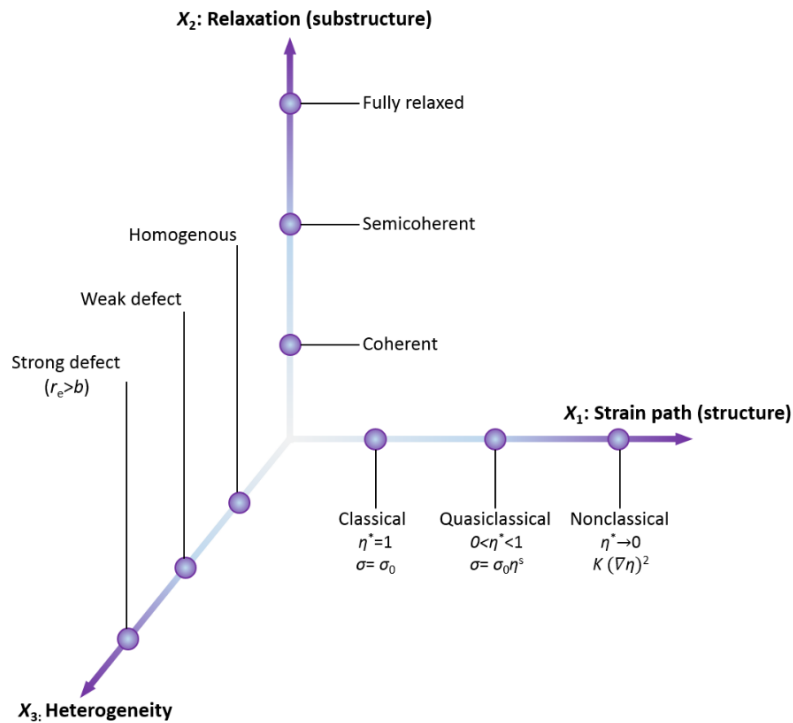 X₂: Relaxation (substructure)
Fully relaxed
Semicoherent
Homogenous
Weak defect
Coherent
Strong defect
(rₑ>b)
X₁: Strain path (structure)
Classical
η*=1
σ= σ₀
Quasiclassical
0<η*<1
σ= σ₀ηˢ
Nonclassical
η*→0
K (∇η)²
X₃: Heterogeneity